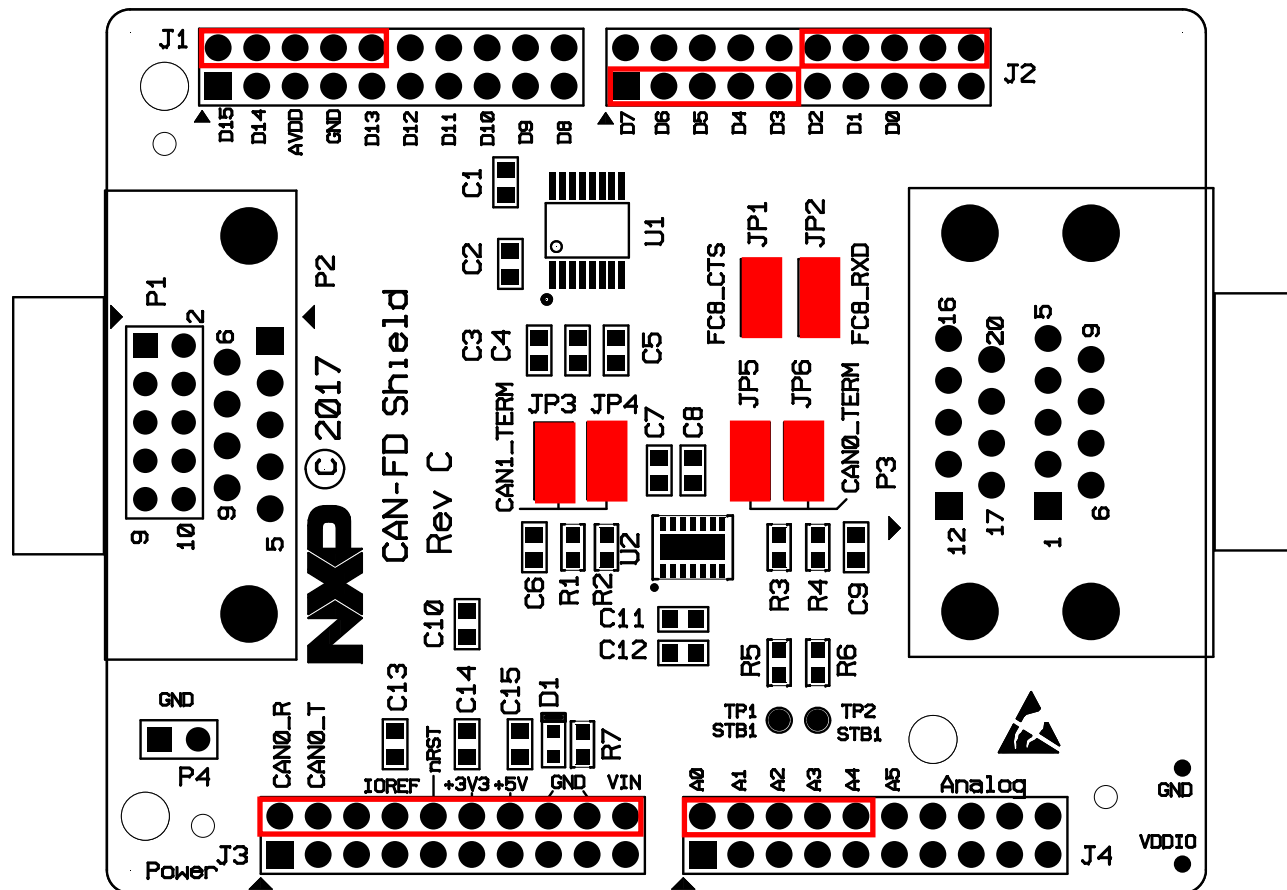 J1
J2
D15 D14 AVDD GND D13 D12 D11 D10 D9 D8
D7 D6 D5 D4 D3 D2 D1 D0
C1
U1
C2
JP1 JP2
FC8_CTS
FC8_RXD
P1
P2
2
6
C3 C4 C5
16
20
5
9
JP5 JP6
JP3 JP4
CAN1_TERM
CAN0_TERM
C7 C8
P3
© 2017
CAN-FD Shield
Rev C
NXP
9
10
9
5
12
17
1
6
C6 R1 R2 U2
R3 R4 C9
C10
C11
C12
R5 R6
C13 C14 C15 D1 R7
TP1
STB1
TP2
STB1
GND
P4
CAN0_R
CAN0_T
IOREF nRST +3V3 +5V GND VIN
A0 A1 A2 A3 A4 A5 Analog
GND
VDDIO
J3
Power
J4